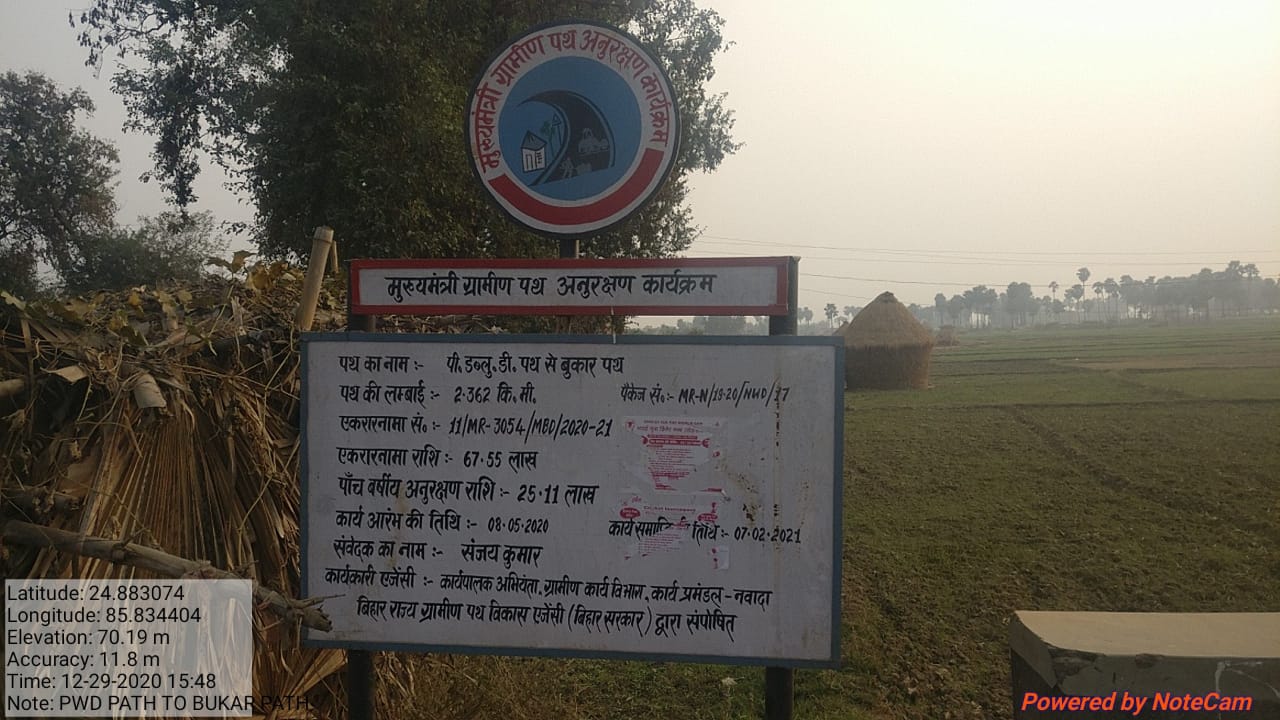 मुख्यमंत्री ग्रामीण पथ अनुरक्षण कार्यक्रम
मुख्यमंत्री ग्रामीण पथ अनुरक्षण कार्यक्रम
पथ का नाम :- पी. डब्लु. डी. पथ से बुकार पथ
पथ की लम्बाई :- 2.362 कि.मी. पैकेज सं०:- MR-N/19-20/NWD/17
एकरारनामा सं०:- 11/MR-3054/MBD/2020-21
एकरारनामा राशि :- 67.55 लाख
पाँच वर्षीय अनुरक्षण राशि :- 25.11 लाख
कार्य आरंभ की तिथि :- 08.05.2020 कार्य समाप्ति तिथि:- 07.02.2021
संवेदक का नाम :- संजय कुमार
कार्यकारी एजेंसी :- कार्यपालक अभियंता, ग्रामीण कार्य विभाग, कार्य प्रमंडल - नवादा
बिहार राज्य ग्रामीण पथ विकास एजेंसी (बिहार सरकार) द्वारा संपोषित
Latitude: 24.883074
Longitude: 85.834404
Elevation: 70.19 m
Accuracy: 11.8 m
Time: 12-29-2020 15:48
Note: PWD PATH TO BUKAR PATH.
Powered by NoteCam